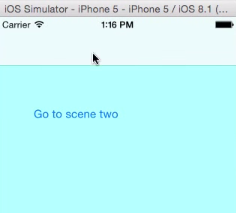 iOS Simulator - iPhone 5 - iPhone 5 / iOS 8.1 (...
Carrier 1:16 PM
Go to scene two